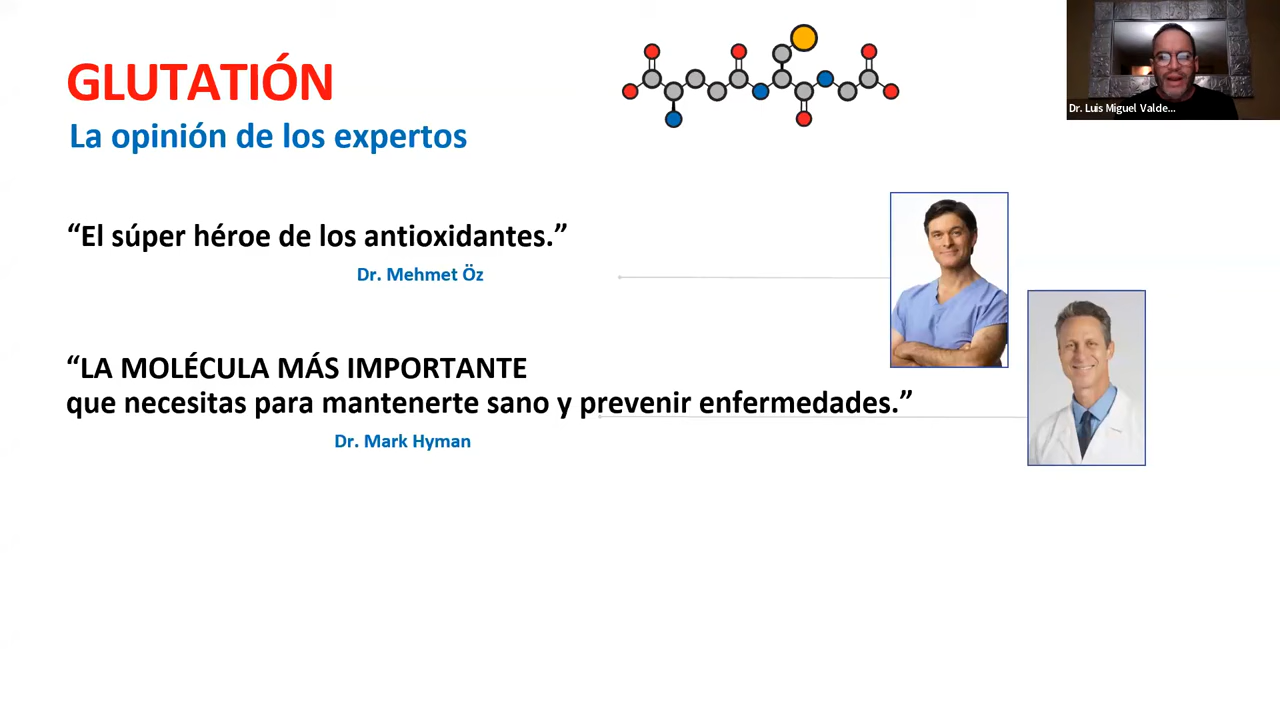 GLUTATIÓN
La opinión de los expertos
Dr. Luis Miguel Valde...
“El súper héroe de los antioxidantes.”
Dr. Mehmet Öz
“LA MOLÉCULA MÁS IMPORTANTE
que necesitas para mantenerte sano y prevenir enfermedades.”
Dr. Mark Hyman